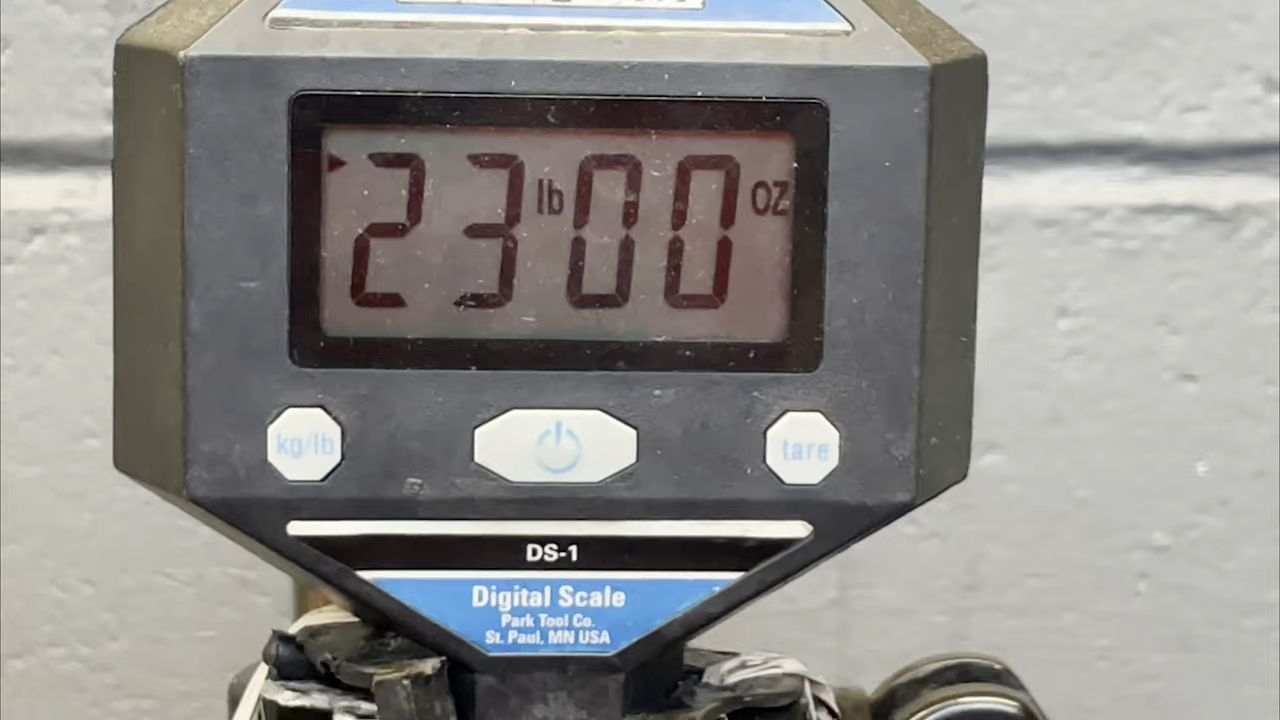 23 lb 00 oz
kg/lb
tare
DS-1
Digital Scale
Park Tool Co.
St. Paul, MN USA